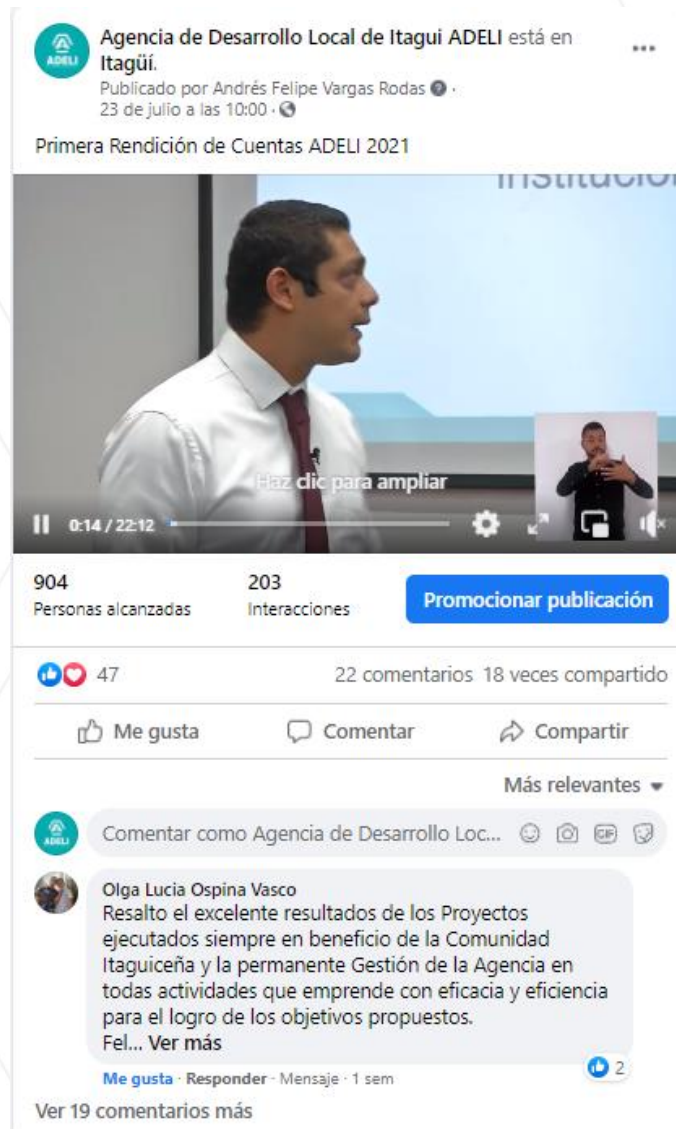 ADELI
Agencia de Desarrollo Local de Itagui ADELI está en
Itagüí.
Publicado por Andrés Felipe Vargas Rodas ·
23 de julio a las 10:00 ·
Primera Rendición de Cuentas ADELI 2021
Haz clic para ampliar
0:14 / 22:12
904
Personas alcanzadas
203
Interacciones
Promocionar publicación
47
22 comentarios 18 veces compartido
Me gusta
Comentar
Compartir
Más relevantes
ADELI
Comentar como Agencia de Desarrollo Loc...
GIF
Olga Lucia Ospina Vasco
Resalto el excelente resultados de los Proyectos
ejecutados siempre en beneficio de la Comunidad
Itaguiceña y la permanente Gestión de la Agencia en
todas actividades que emprende con eficacia y eficiencia
para el logro de los objetivos propuestos.
Fel... Ver más
2
Me gusta · Responder · Mensaje · 1 sem
Ver 19 comentarios más